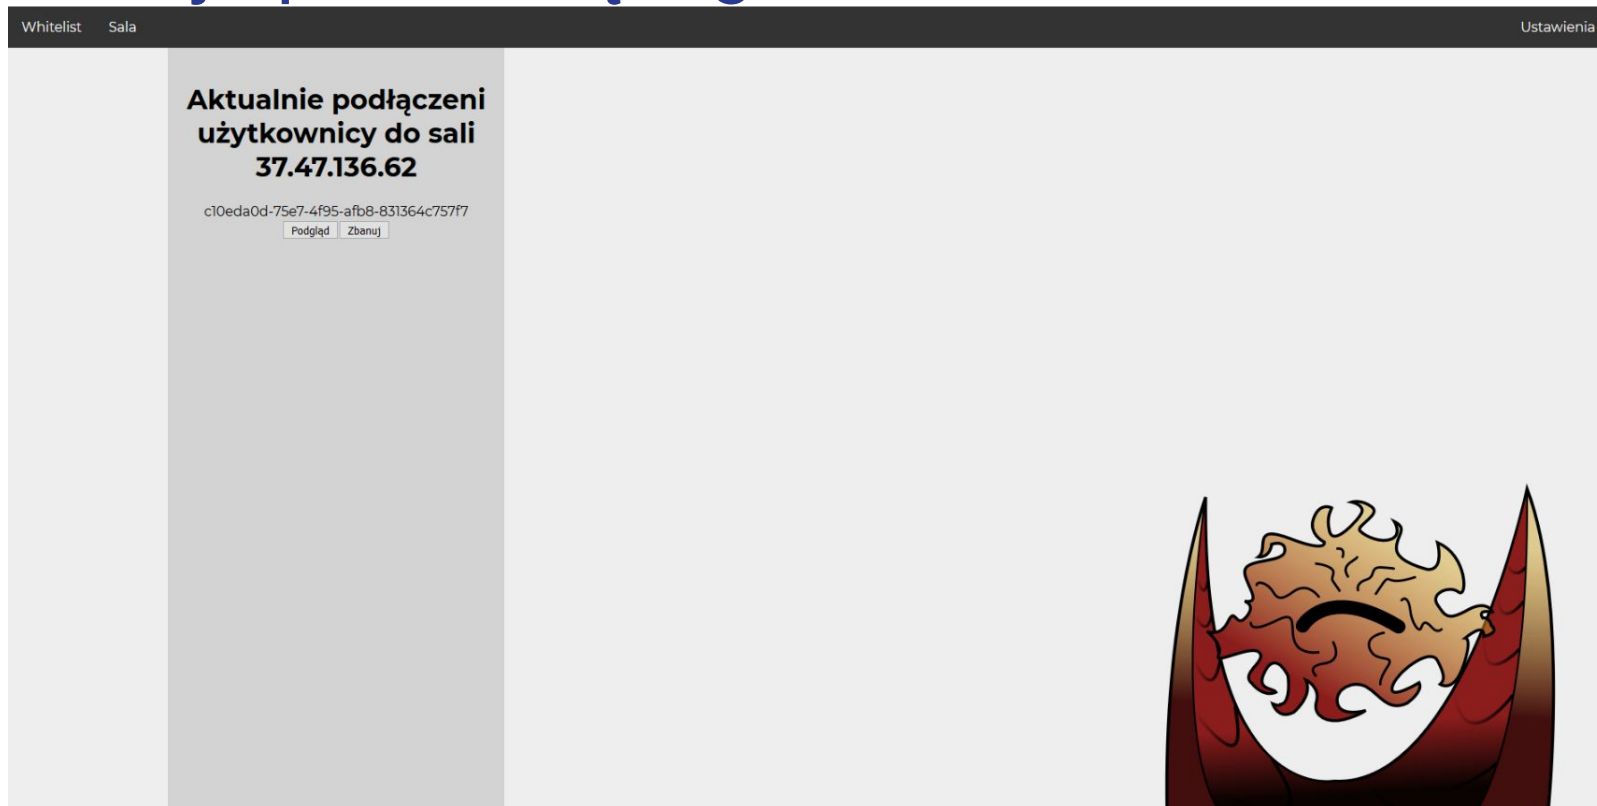 Whitelist Sala Ustawienia
Aktualnie podłączeni
użytkownicy do sali
37.47.136.62
c10eda0d-75e7-4f95-afb8-831364c757f7
Podgląd Zbanuj